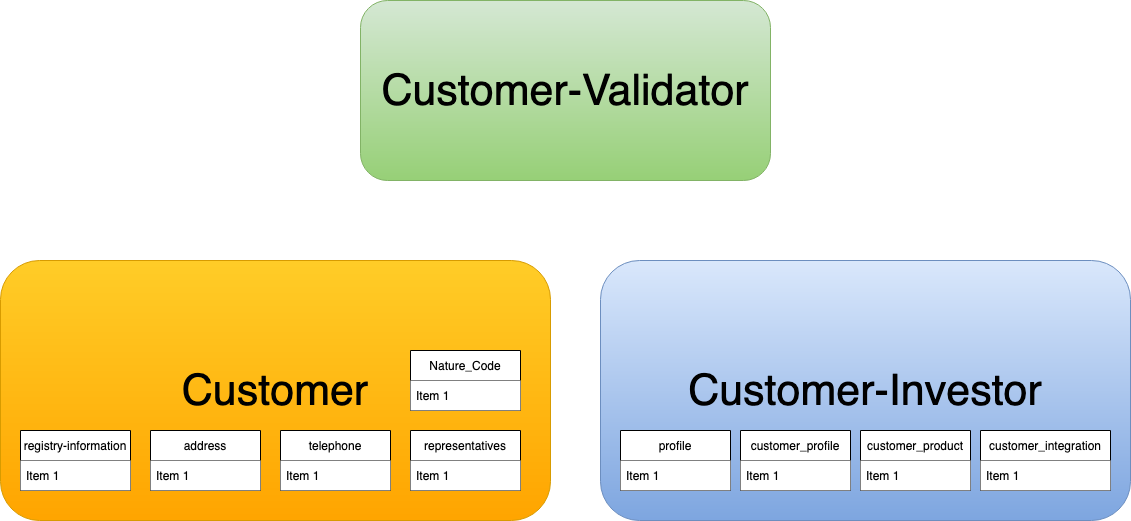 Customer-Validator
Customer
Nature_Code
Item 1
registry-information
Item 1
address
Item 1
telephone
Item 1
representatives
Item 1
Customer-Investor
profile
Item 1
customer_profile
Item 1
customer_product
Item 1
customer_integration
Item 1